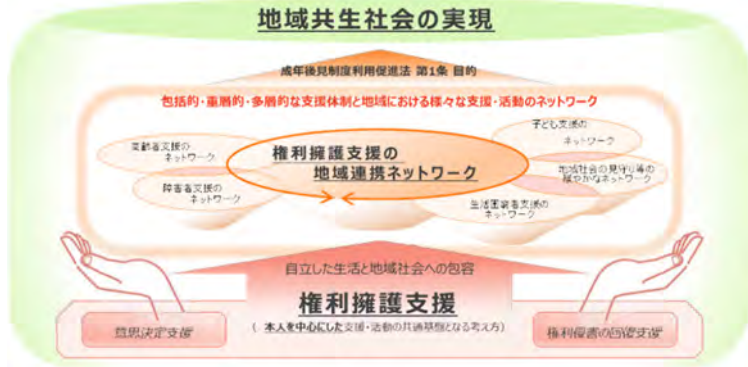 地域共生社会の実現
成年後見制度利用促進法 第1条 目的
包括的・重層的・多層的な支援体制と地域における様々な支援・活動のネットワーク
高齢者支援の
ネットワーク
障害者支援の
ネットワーク
権利擁護支援の
地域連携ネットワーク
子ども支援の
ネットワーク
地域社会の見守り等の
緩やかなネットワーク
生活困窮者支援の
ネットワーク
自立した生活と地域社会への包容
権利擁護支援
(本人を中心にした支援・活動の共通基盤となる考え方)
意思決定支援
権利侵害の回復支援